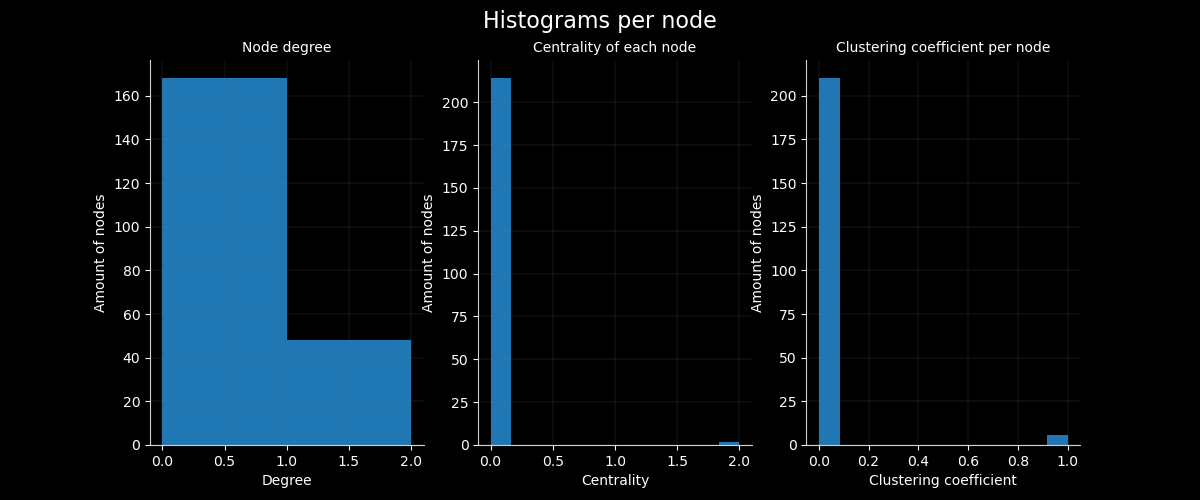 Histograms per node
Node degree
Amount of nodes
160
140
120
100
80
60
40
20
0
0.0 0.5 1.0 1.5 2.0
Degree
Centrality of each node
Amount of nodes
200
175
150
125
100
75
50
25
0
0.0 0.5 1.0 1.5 2.0
Centrality
Clustering coefficient per node
Amount of nodes
200
175
150
125
100
75
50
25
0
0.0 0.2 0.4 0.6 0.8 1.0
Clustering coefficient